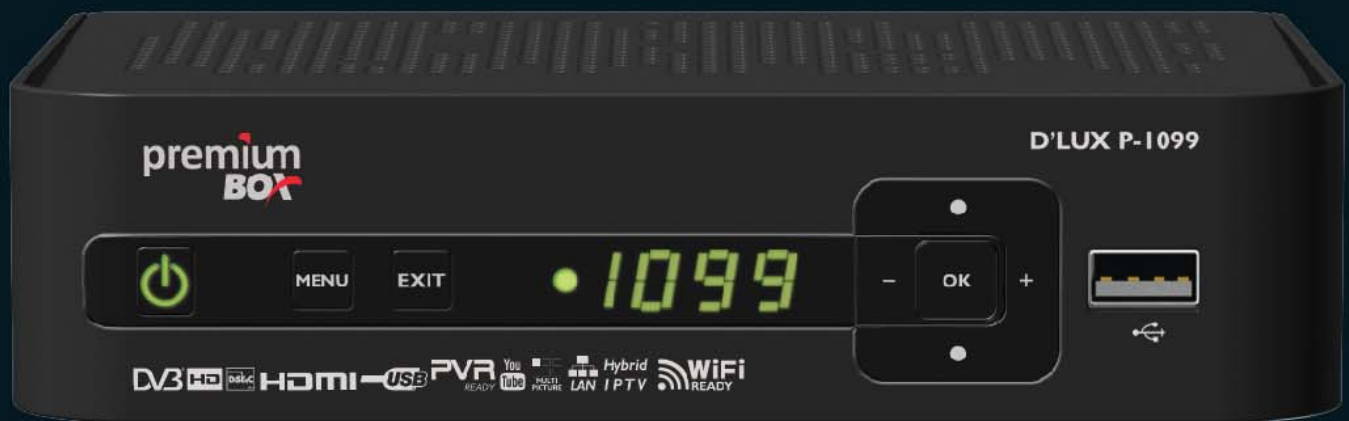 premium
BOX
D'LUX P-1099
MENU
EXIT
1099
-
OK
+
DVB HD DiSEqC HDMI USB PVR READY You Tube MULTI PICTURE LAN Hybrid IPTV WiFi READY